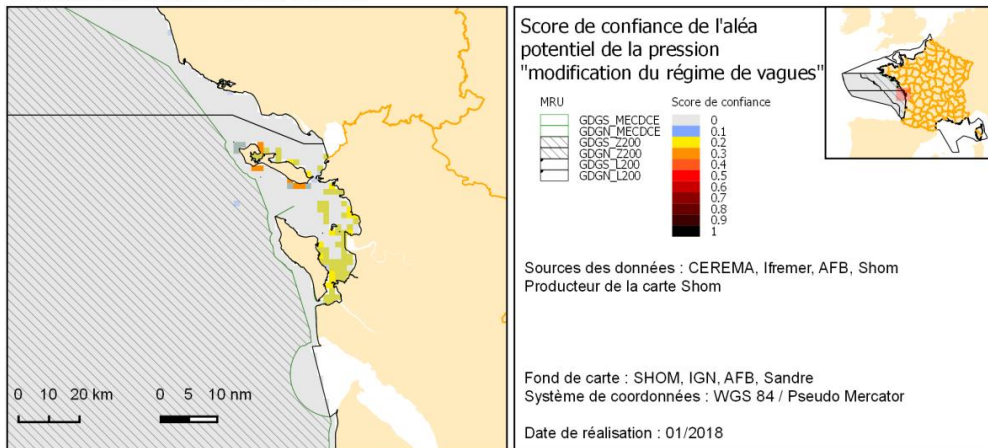 0 10 20 km
0 5 10 nm
Score de confiance de l'aléa
potentiel de la pression
"modification du régime de vagues"
MRU
GDGS_MECDCE
GDGN_MECDCE
GDGS_Z200
GDGN_Z200
GDGS_L200
GDGN_L200
Score de confiance
0
0.1
0.2
0.3
0.4
0.5
0.6
0.7
0.8
0.9
1
Sources des données : CEREMA, Ifremer, AFB, Shom
Producteur de la carte Shom
Fond de carte : SHOM, IGN, AFB, Sandre
Système de coordonnées : WGS 84 / Pseudo Mercator
Date de réalisation : 01/2018